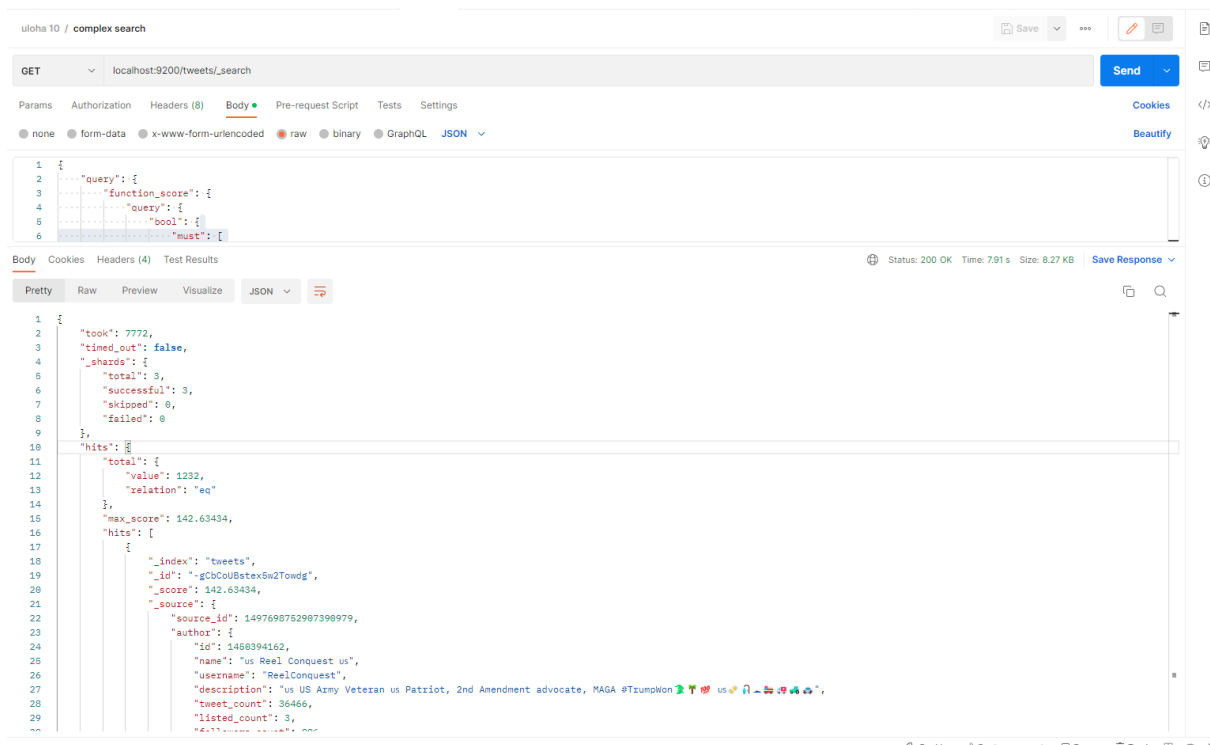 uloha 10 / complex search
Save
GET localhost:9200/tweets/_search Send
Params Authorization Headers (8) Body Pre-request Script Tests Settings Cookies
none form-data x-www-form-urlencoded raw binary GraphQL JSON Beautify
1 {
2 "query": {
3 "function_score": {
4 "query": {
5 "bool": {
6 "must": [
Body Cookies Headers (4) Test Results Status: 200 OK Time: 7.91 s Size: 8.27 KB Save Response
Pretty Raw Preview Visualize JSON
1 {
2 "took": 7772,
3 "timed_out": false,
4 "_shards": {
5 "total": 3,
6 "successful": 3,
7 "skipped": 0,
8 "failed": 0
9 },
10 "hits": {
11 "total": {
12 "value": 1232,
13 "relation": "eq"
14 },
15 "max_score": 142.63434,
16 "hits": [
17 {
18 "_index": "tweets",
19 "_id": "-gCbCoUBstex5w2Towdg",
20 "_score": 142.63434,
21 "_source": {
22 "source_id": 1497698752907390979,
23 "author": {
24 "id": 1450394162,
25 "name": "us Reel Conquest us",
26 "username": "ReelConquest",
27 "description": "us US Army Veteran us Patriot, 2nd Amendment advocate, MAGA #TrumpWon us ",
28 "tweet_count": 36466,
29 "listed_count": 3,